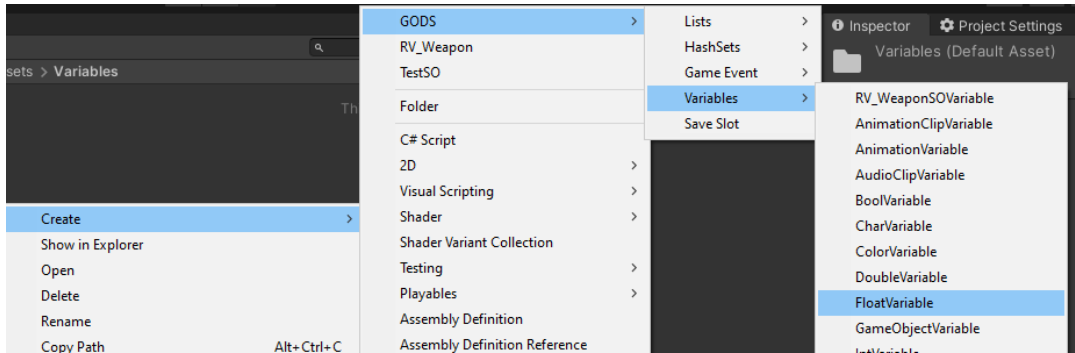 sets > Variables
Th
Create >
Show in Explorer
Open
Delete
Rename
Copy Path Alt+Ctrl+C
GODS >
RV_Weapon
TestSO
Folder
C# Script
2D >
Visual Scripting >
Shader >
Shader Variant Collection
Testing >
Playables >
Assembly Definition
Assembly Definition Reference
Lists >
HashSets >
Game Event >
Variables >
Save Slot
Inspector Project Settings
Variables (Default Asset)
RV_WeaponSOVariable
AnimationClipVariable
AnimationVariable
AudioClipVariable
BoolVariable
CharVariable
ColorVariable
DoubleVariable
FloatVariable
GameObjectVariable
IntVariable